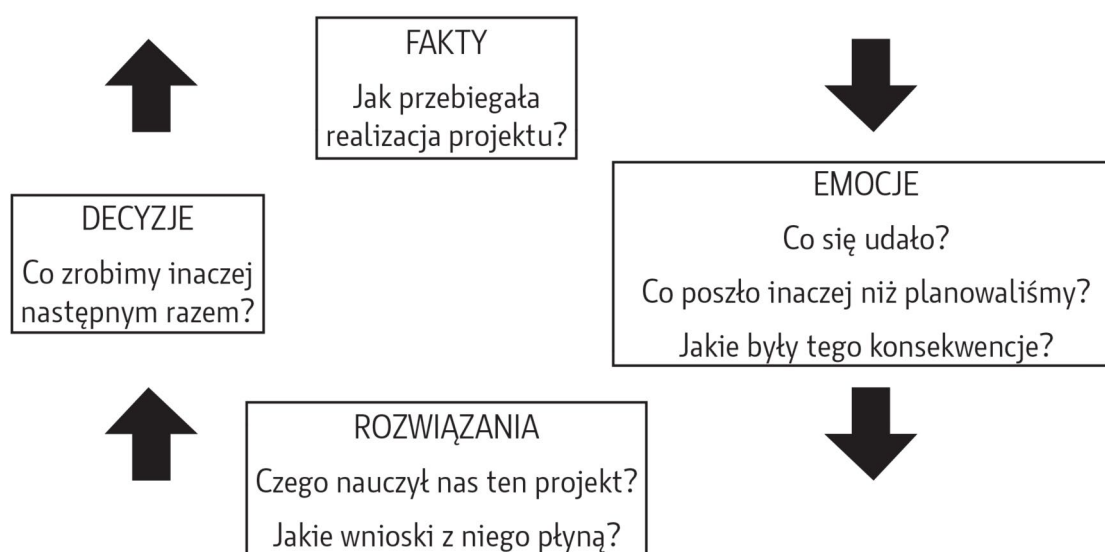 FAKTY
Jak przebiegała
realizacja projektu?
EMOCJE
Co się udało?
Co poszło inaczej niż planowaliśmy?
Jakie były tego konsekwencje?
DECYZJE
Co zrobimy inaczej
następnym razem?
ROZWIĄZANIA
Czego nauczył nas ten projekt?
Jakie wnioski z niego płyną?